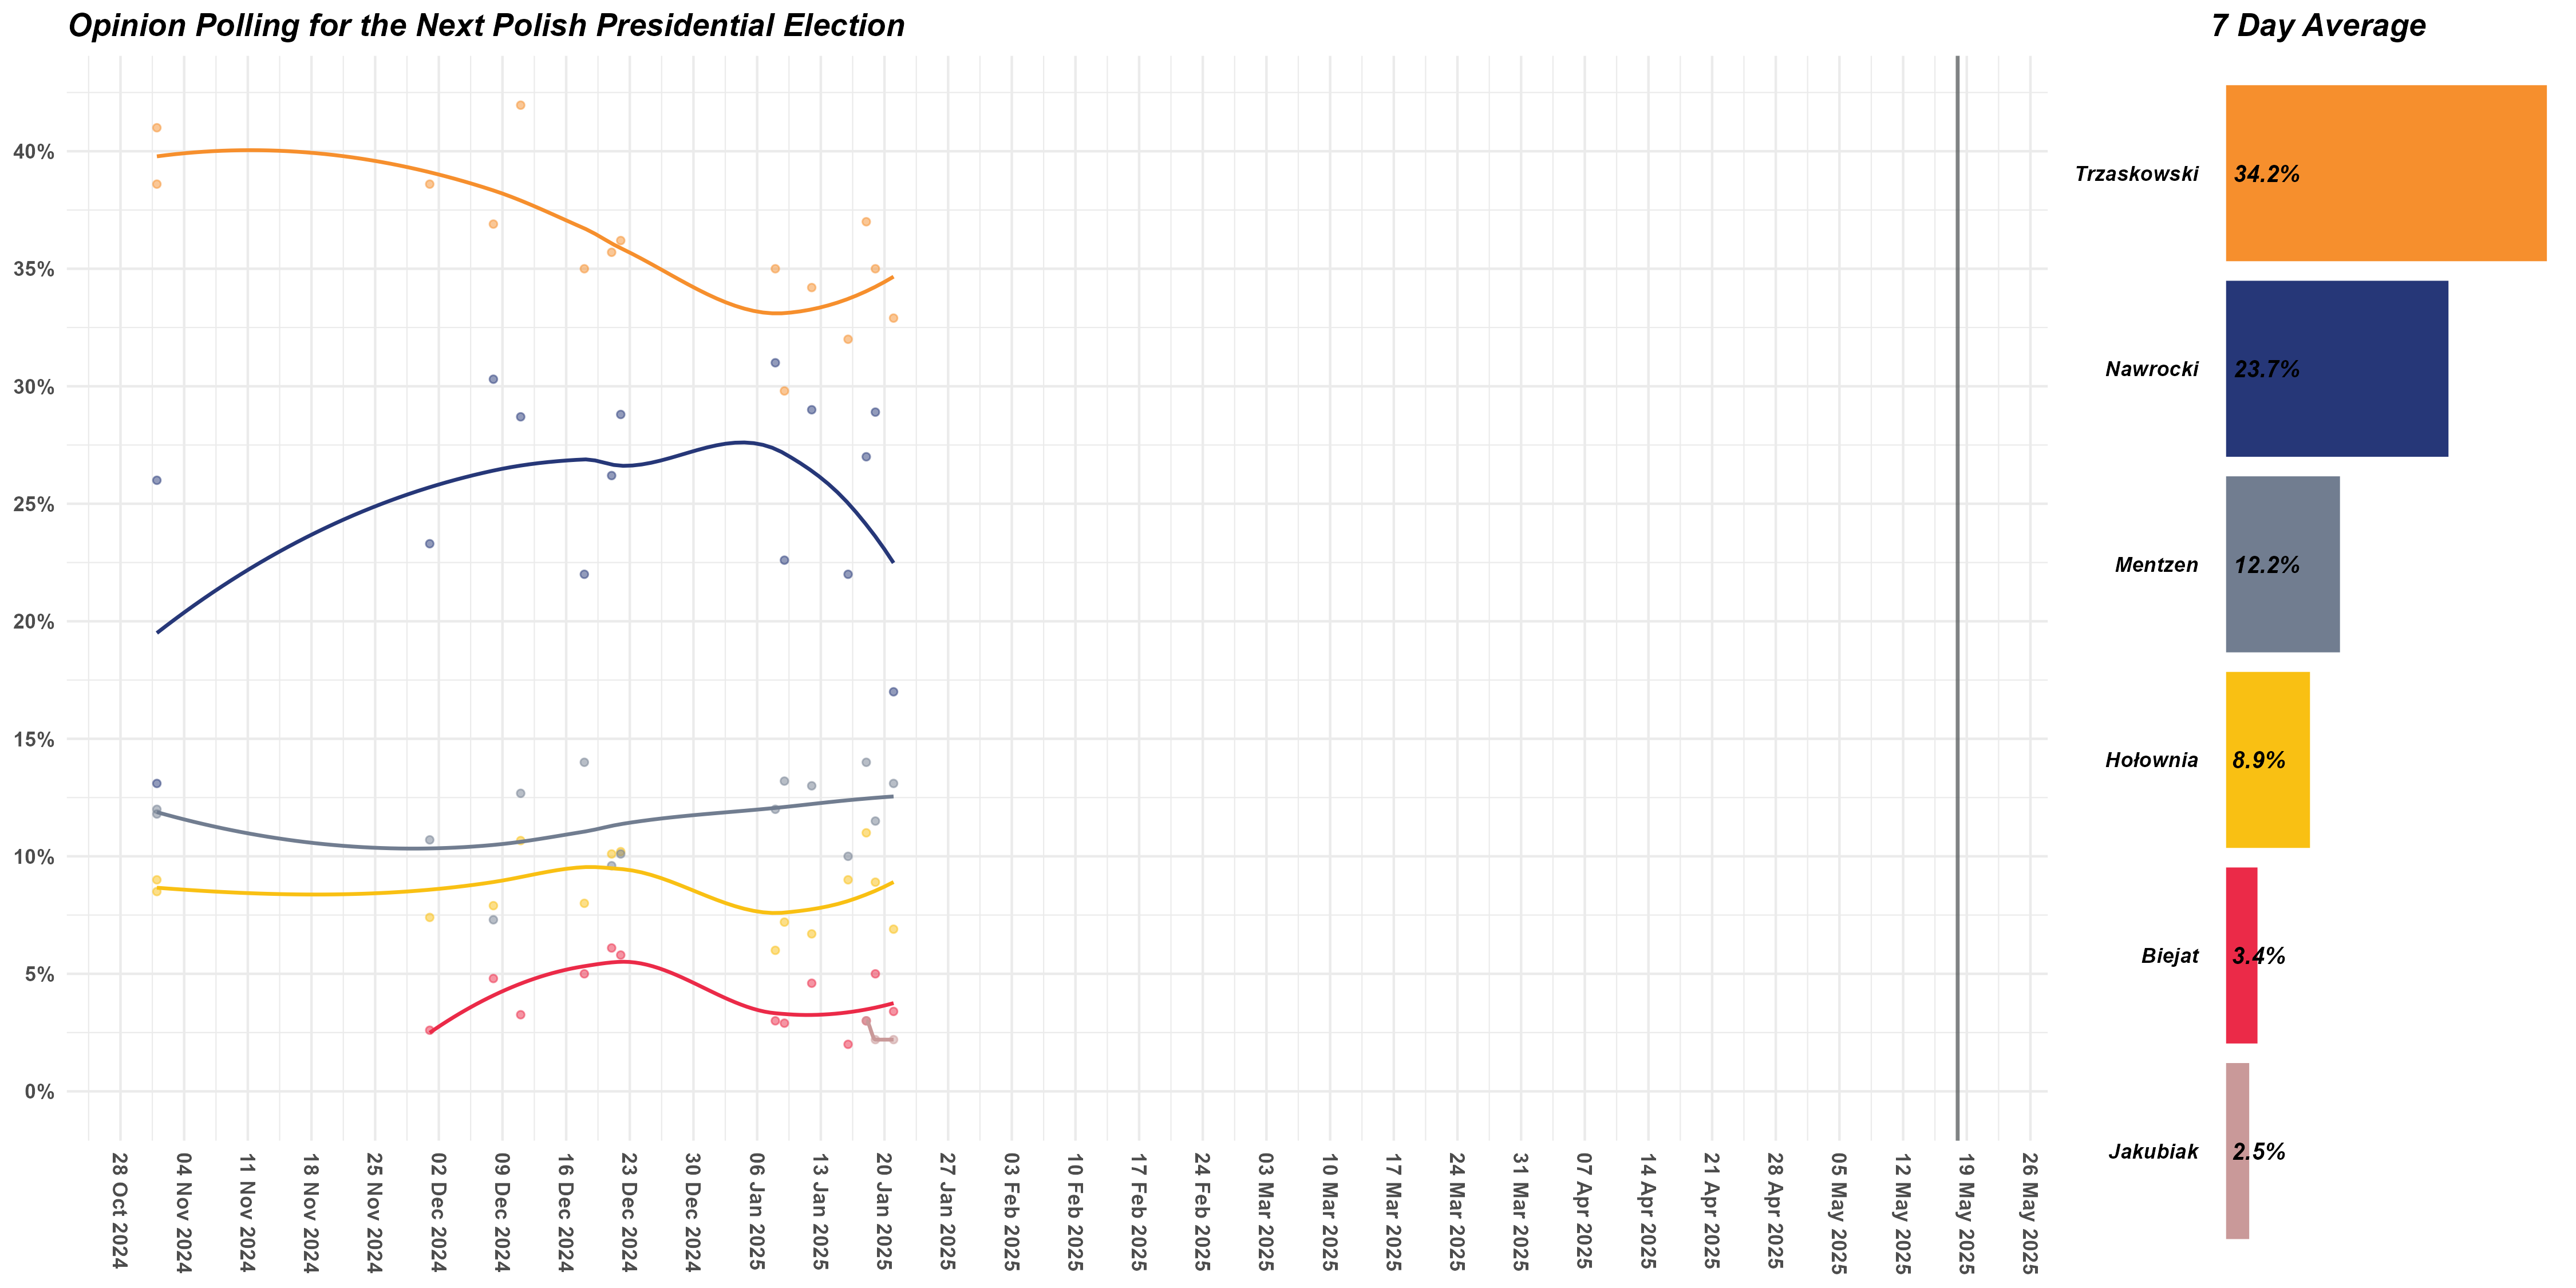 Opinion Polling for the Next Polish Presidential Election
40%
35%
30%
25%
20%
15%
10%
5%
0%
28 Oct 2024
04 Nov 2024
11 Nov 2024
18 Nov 2024
25 Nov 2024
02 Dec 2024
09 Dec 2024
16 Dec 2024
23 Dec 2024
30 Dec 2024
06 Jan 2025
13 Jan 2025
20 Jan 2025
27 Jan 2025
03 Feb 2025
10 Feb 2025
17 Feb 2025
24 Feb 2025
03 Mar 2025
10 Mar 2025
17 Mar 2025
24 Mar 2025
31 Mar 2025
07 Apr 2025
14 Apr 2025
21 Apr 2025
28 Apr 2025
05 May 2025
12 May 2025
19 May 2025
26 May 2025
7 Day Average
Trzaskowski 34.2%
Nawrocki 23.7%
Mentzen 12.2%
Hołownia 8.9%
Biejat 3.4%
Jakubiak 2.5%